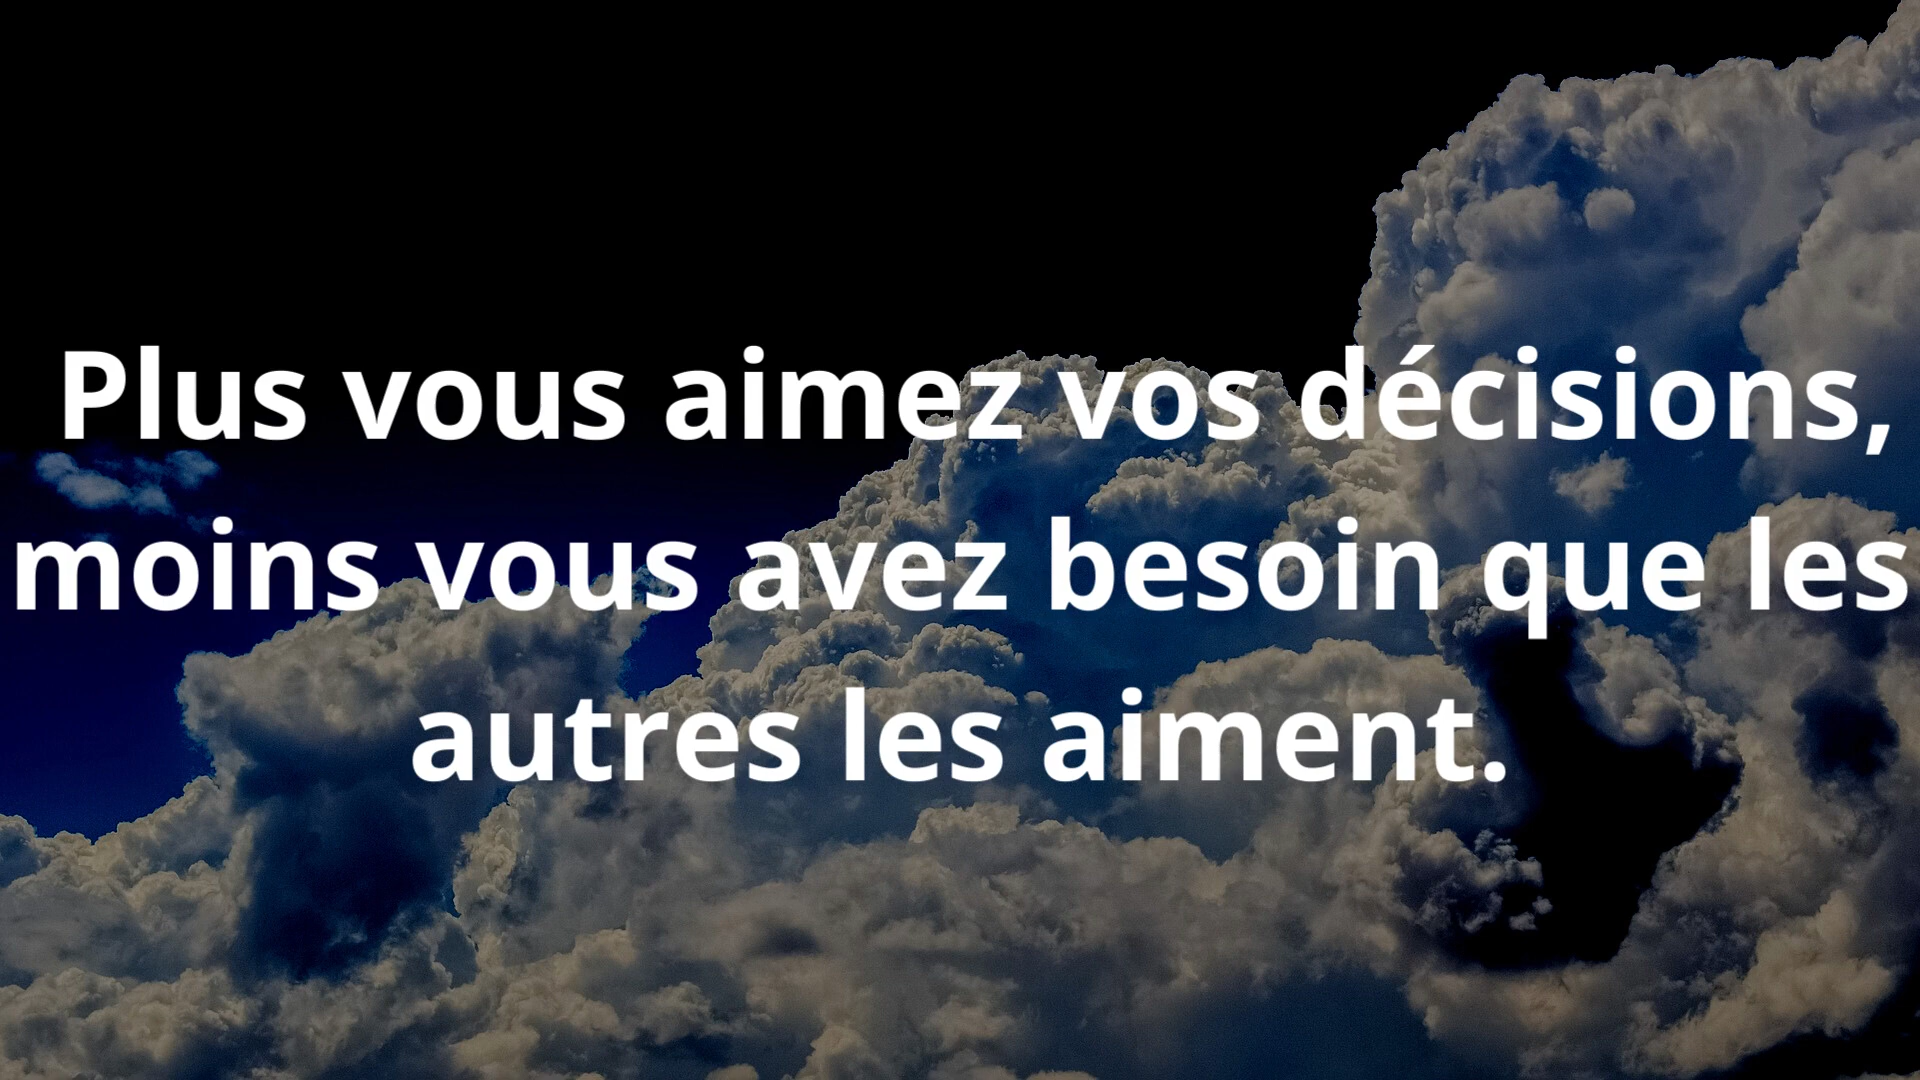 Plus vous aimez vos décisions,
moins vous avez besoin que les
autres les aiment.